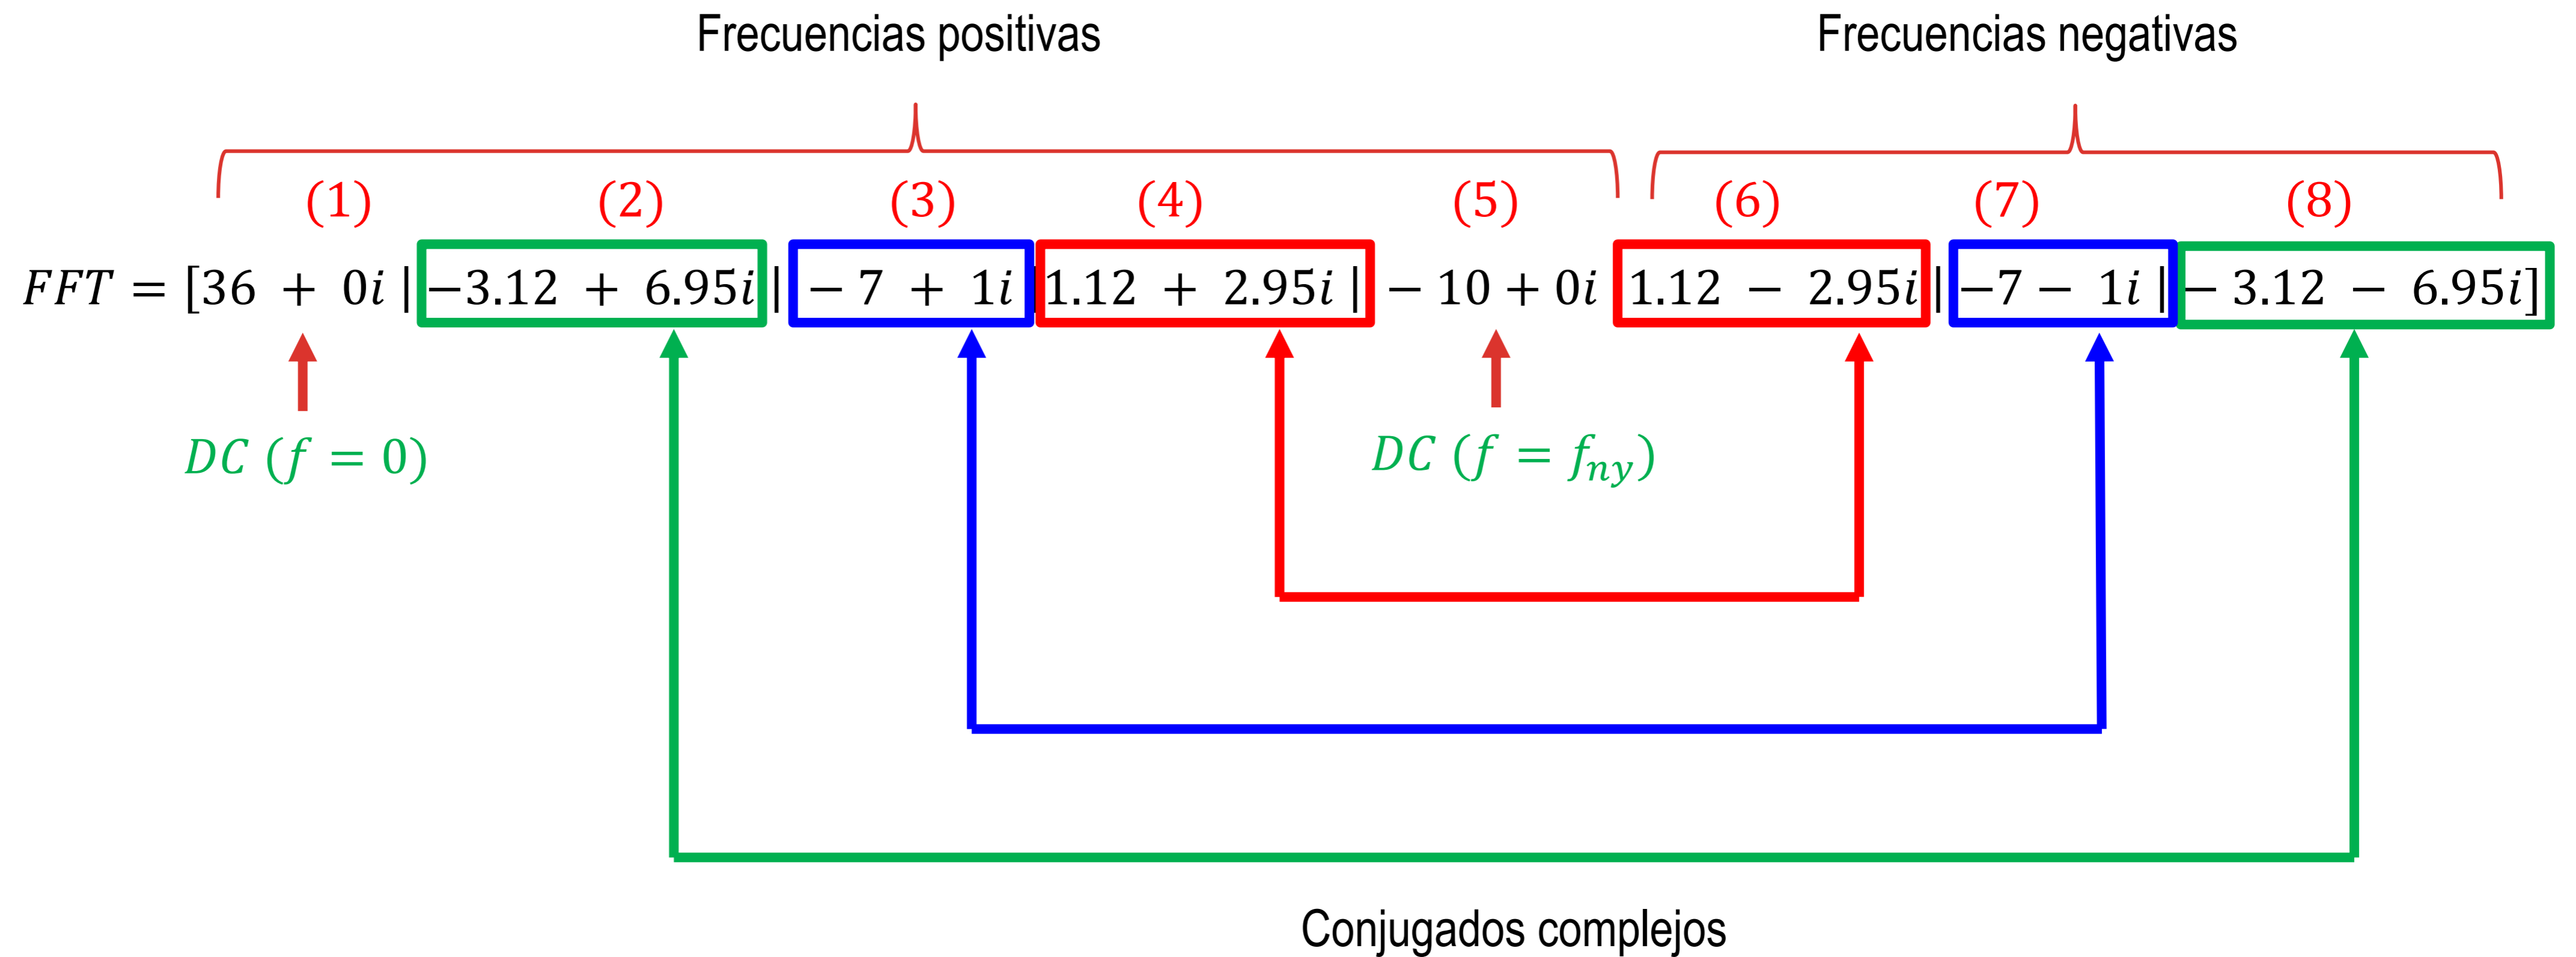 Frecuencias positivas Frecuencias negativas
(1) (2) (3) (4) (5) (6) (7) (8)
FFT = [36 + 0i | −3.12 + 6.95i | | − 7 + 1i | 1.12 + 2.95i | − 10 + 0i 1.12 − 2.95i | | −7 − 1i | − 3.12 − 6.95i]
DC (f = 0) DC (f = f_ny)
Conjugados complejos